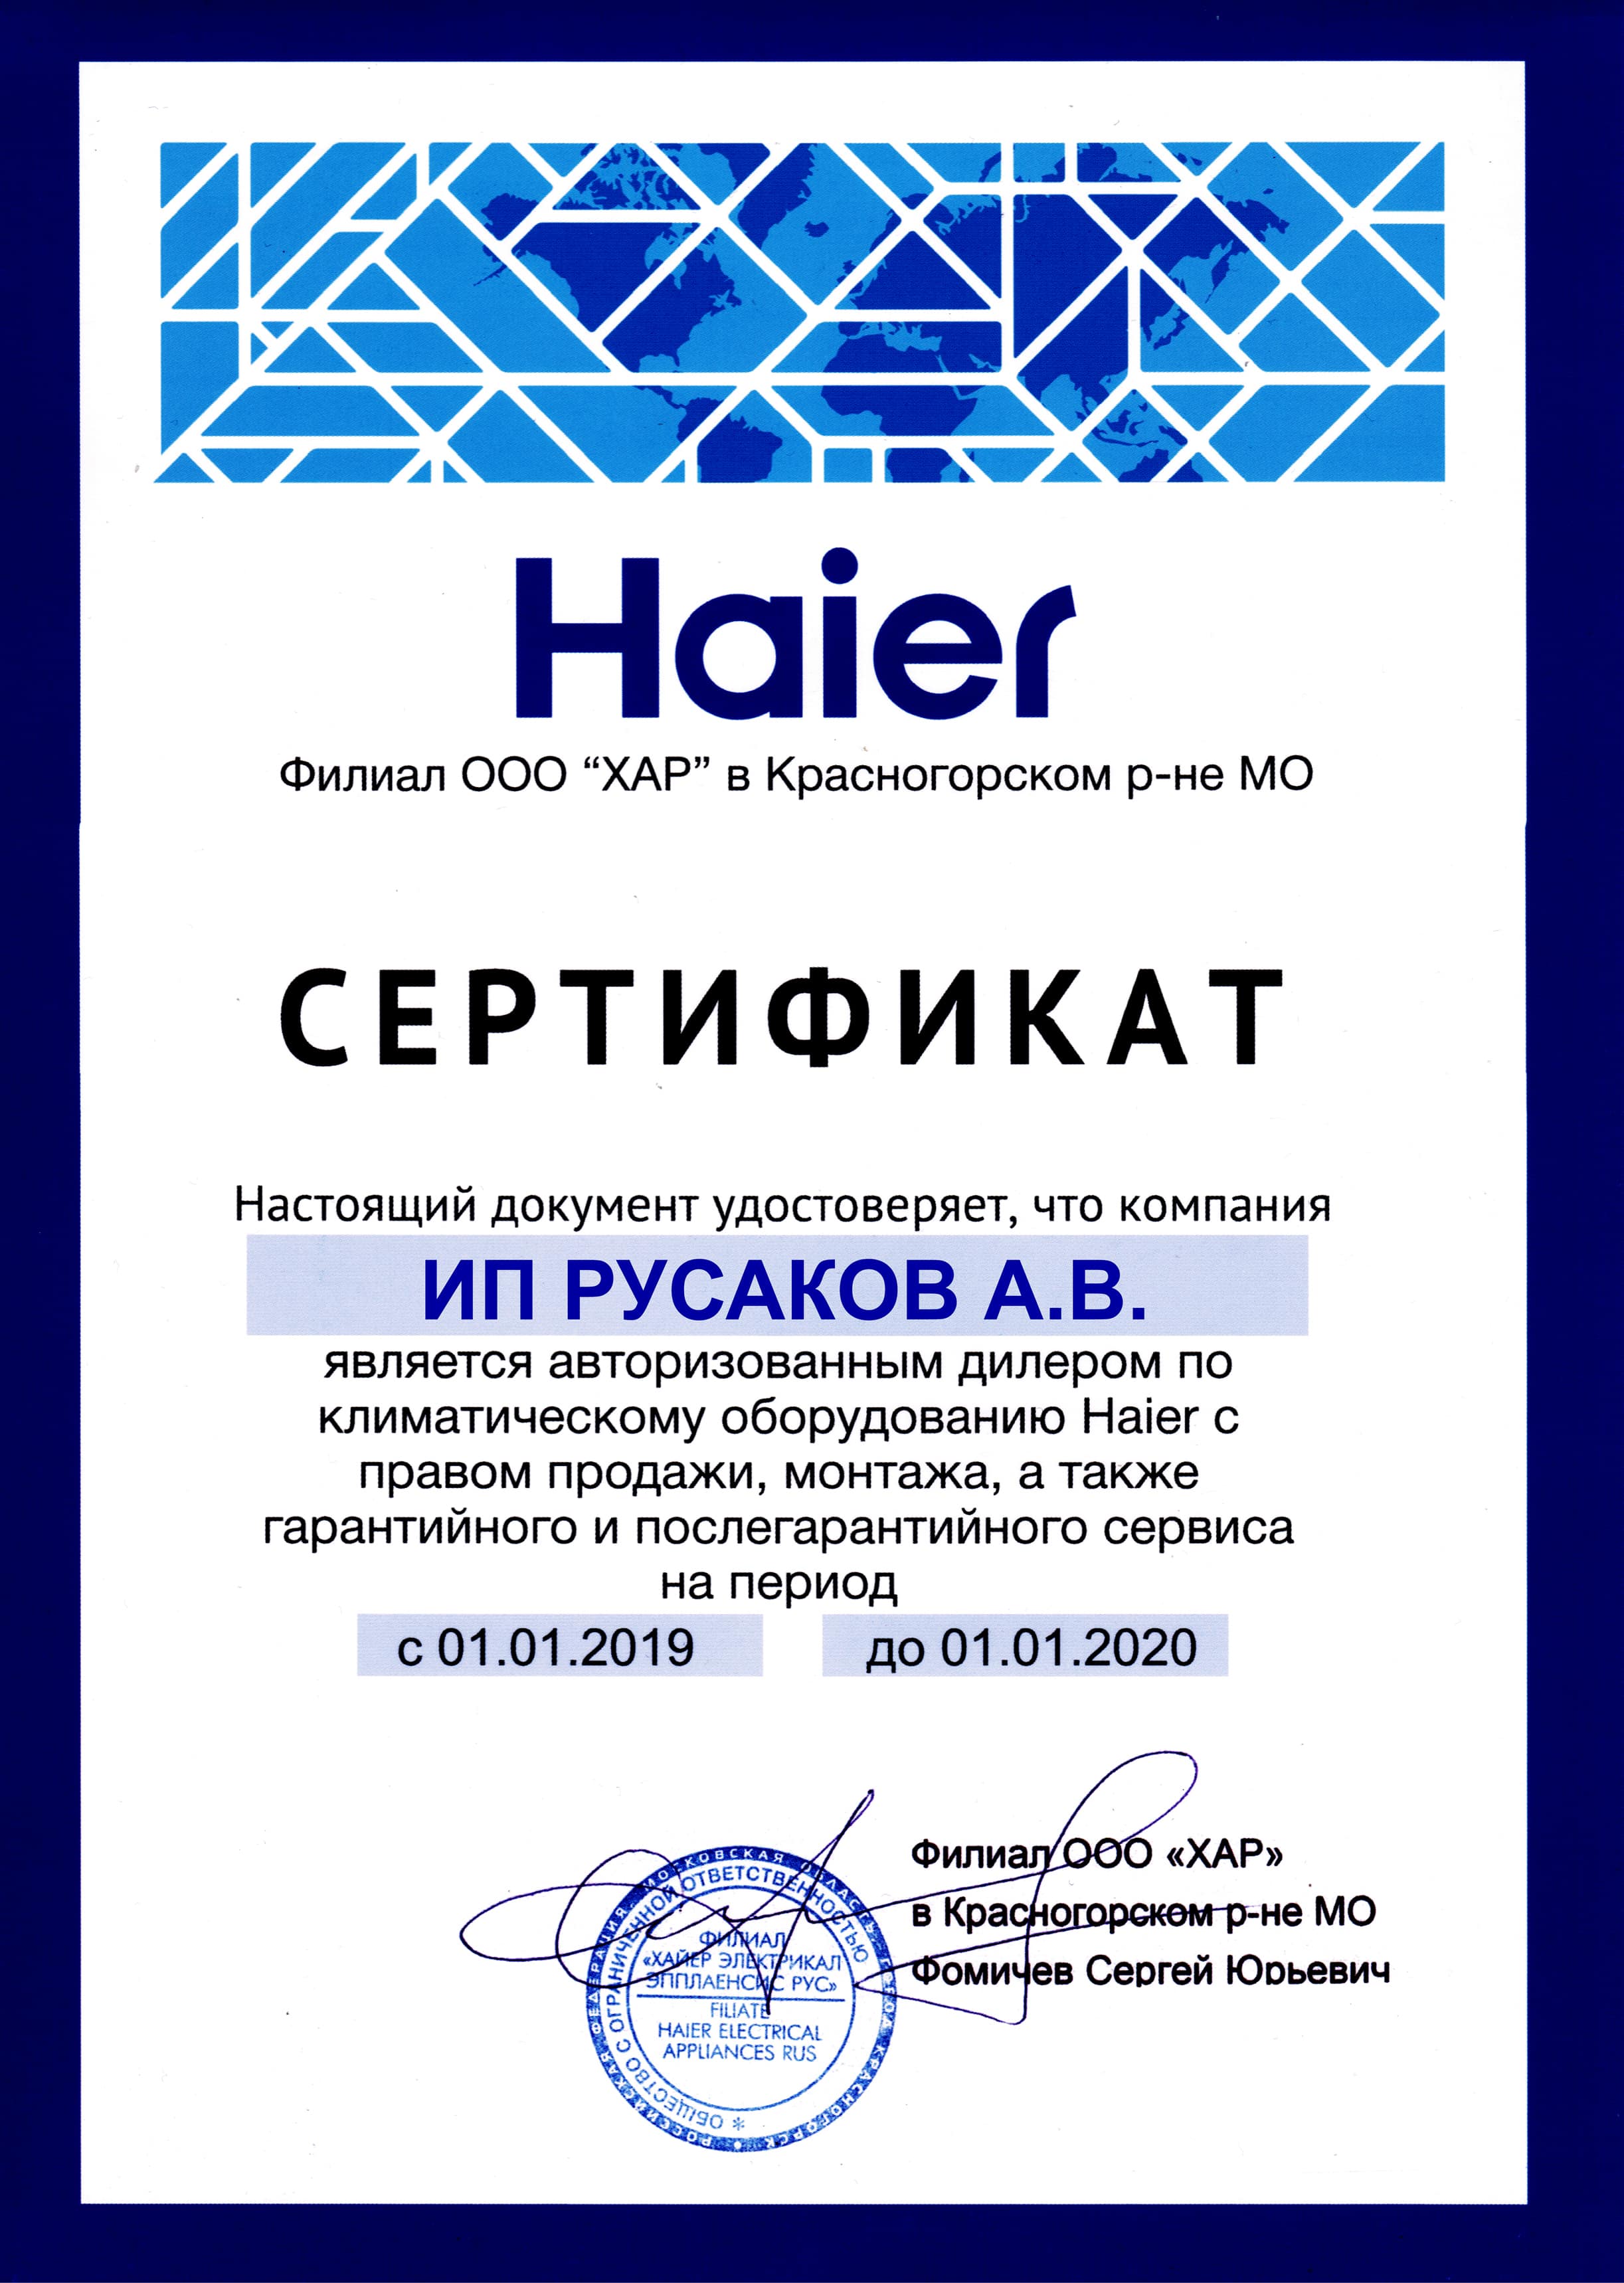 Haier
Филиал ООО “ХАР” в Красногорском р-не МО
СЕРТИФИКАТ
Настоящий документ удостоверяет, что компания
ИП РУСАКОВ А.В.
является авторизованным дилером по
климатическому оборудованию Haier с
правом продажи, монтажа, а также
гарантийного и послегарантийного сервиса
на период
с 01.01.2019 до 01.01.2020
Филиал ООО «ХАР»
в Красногорском р-не МО
Фомичев Сергей Юрьевич
РОССИЙСКАЯ ФЕДЕРАЦИЯ, МОСКОВСКАЯ ОБЛАСТЬ, ГОРОД КРАСНОГОРСК
* ОБЩЕСТВО С ОГРАНИЧЕННОЙ ОТВЕТСТВЕННОСТЬЮ
ФИЛИАЛ
«ХАЙЕР ЭЛЕКТРИКАЛ
ЭППЛАЕНСИС РУС»
FILIATE
HAIER ELECTRICAL
APPLIANCES RUS